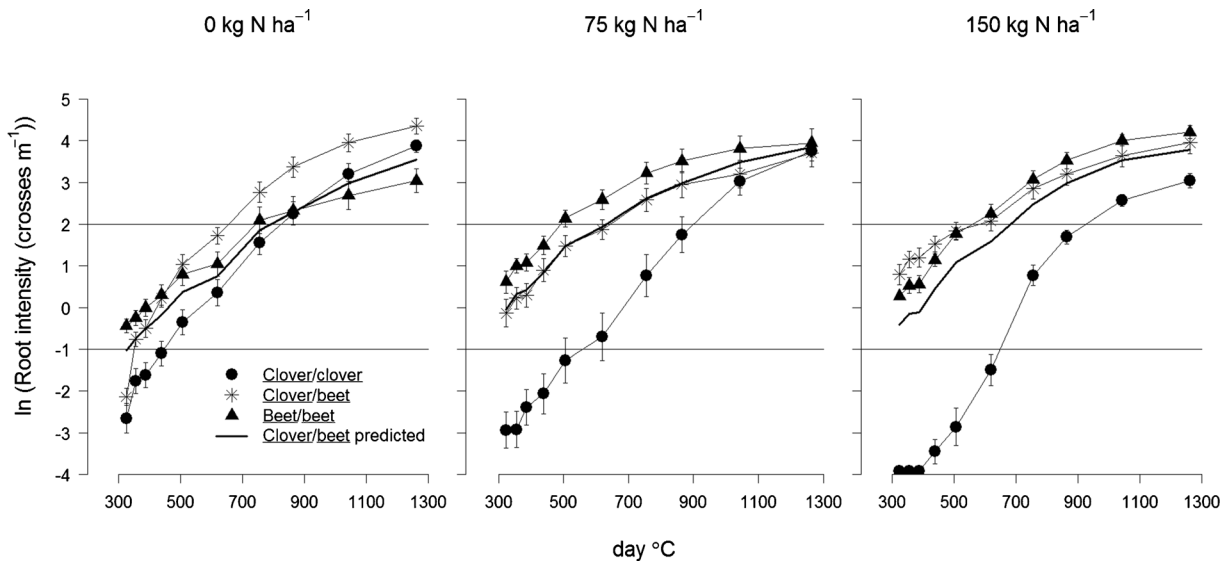 0 kg N ha⁻¹
75 kg N ha⁻¹
150 kg N ha⁻¹
ln (Root intensity (crosses m⁻¹))
5
4
3
2
1
0
-1
-2
-3
-4
Clover/clover
Clover/beet
Beet/beet
Clover/beet predicted
300 500 700 900 1100 1300
300 500 700 900 1100 1300
300 500 700 900 1100 1300
day °C